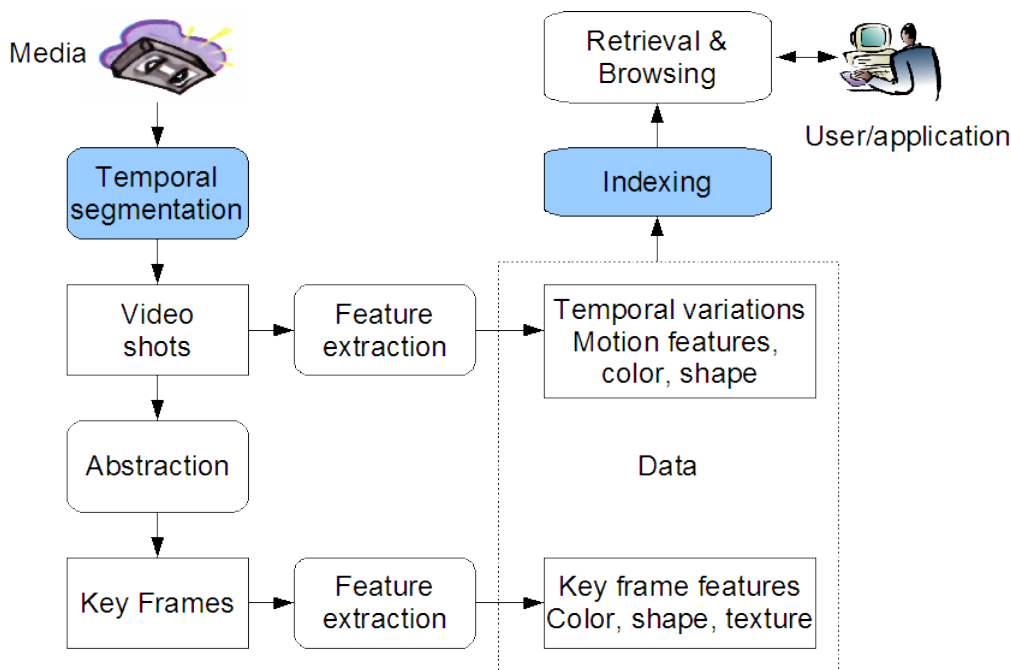 Media
Temporal
segmentation
Video
shots
Feature
extraction
Abstraction
Key Frames
Feature
extraction
Retrieval &
Browsing
User/application
Indexing
Temporal variations
Motion features,
color, shape
Data
Key frame features
Color, shape, texture